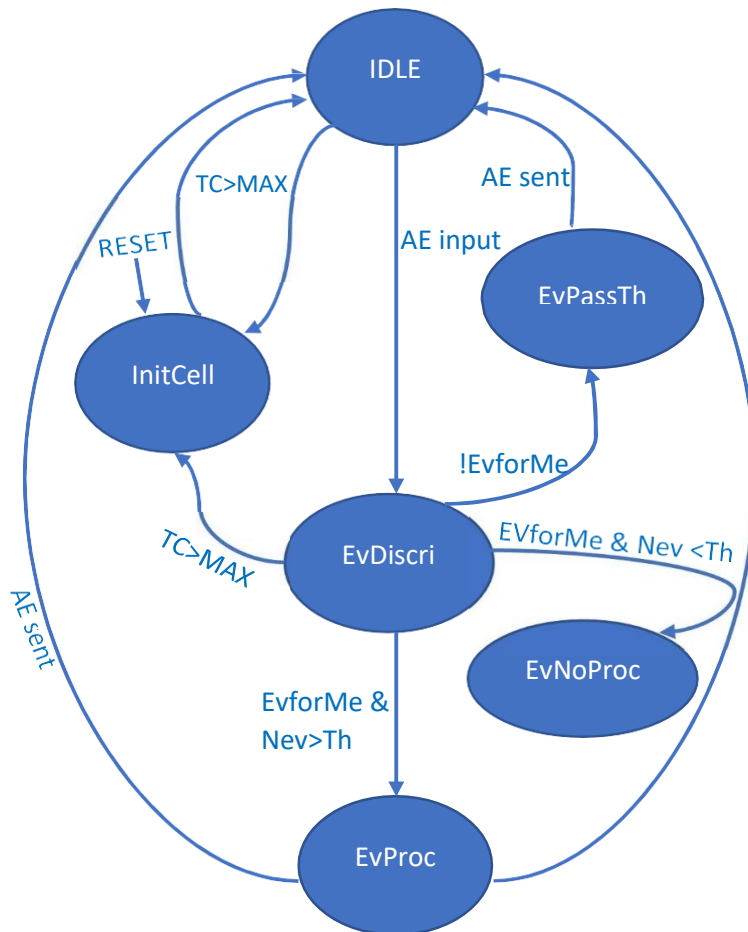 IDLE
TC>MAX
AE sent
RESET
AE input
EvPassTh
InitCell
!EvforMe
EVforMe & Nev <Th
TC>MAX
EvDiscri
AE sent
EvNoProc
EvforMe &
Nev>Th
EvProc